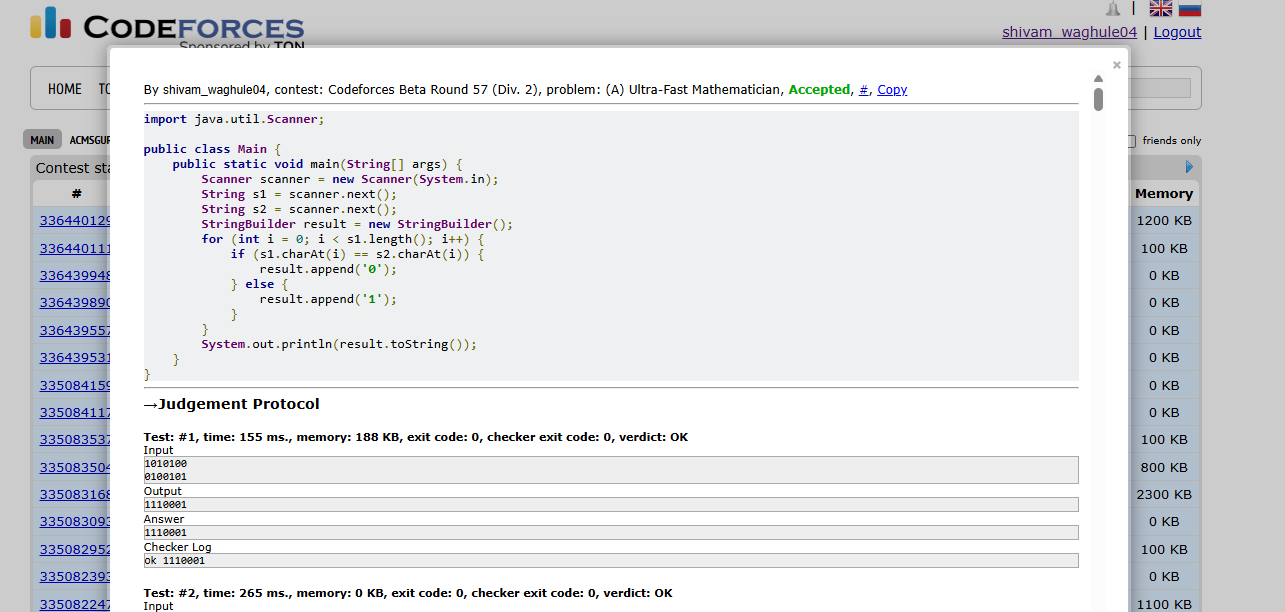 CODEFORCES
Sponsored by TON
|
shivam_waghule04 | Logout
HOME
By shivam_waghule04, contest: Codeforces Beta Round 57 (Div. 2), problem: (A) Ultra-Fast Mathematician, Accepted, #, Copy
×
import java.util.Scanner;
public class Main {
    public static void main(String[] args) {
        Scanner scanner = new Scanner(System.in);
        String s1 = scanner.next();
        String s2 = scanner.next();
        StringBuilder result = new StringBuilder();
        for (int i = 0; i < s1.length(); i++) {
            if (s1.charAt(i) == s2.charAt(i)) {
                result.append('0');
            } else {
                result.append('1');
            }
        }
        System.out.println(result.toString());
    }
}
→Judgement Protocol
Test: #1, time: 155 ms., memory: 188 KB, exit code: 0, checker exit code: 0, verdict: OK
Input
1010100
0100101
Output
1110001
Answer
1110001
Checker Log
ok 1110001
Test: #2, time: 265 ms., memory: 0 KB, exit code: 0, checker exit code: 0, verdict: OK
Input
MAIN
ACMSGUR
Contest sta
#
336440129
336440111
336439948
336439890
336439557
336439531
335084159
335084117
335083537
335083504
335083168
335083093
335082952
335082393
335082247
friends only
Memory
1200 KB
100 KB
0 KB
0 KB
0 KB
0 KB
0 KB
0 KB
100 KB
800 KB
2300 KB
0 KB
100 KB
0 KB
1100 KB